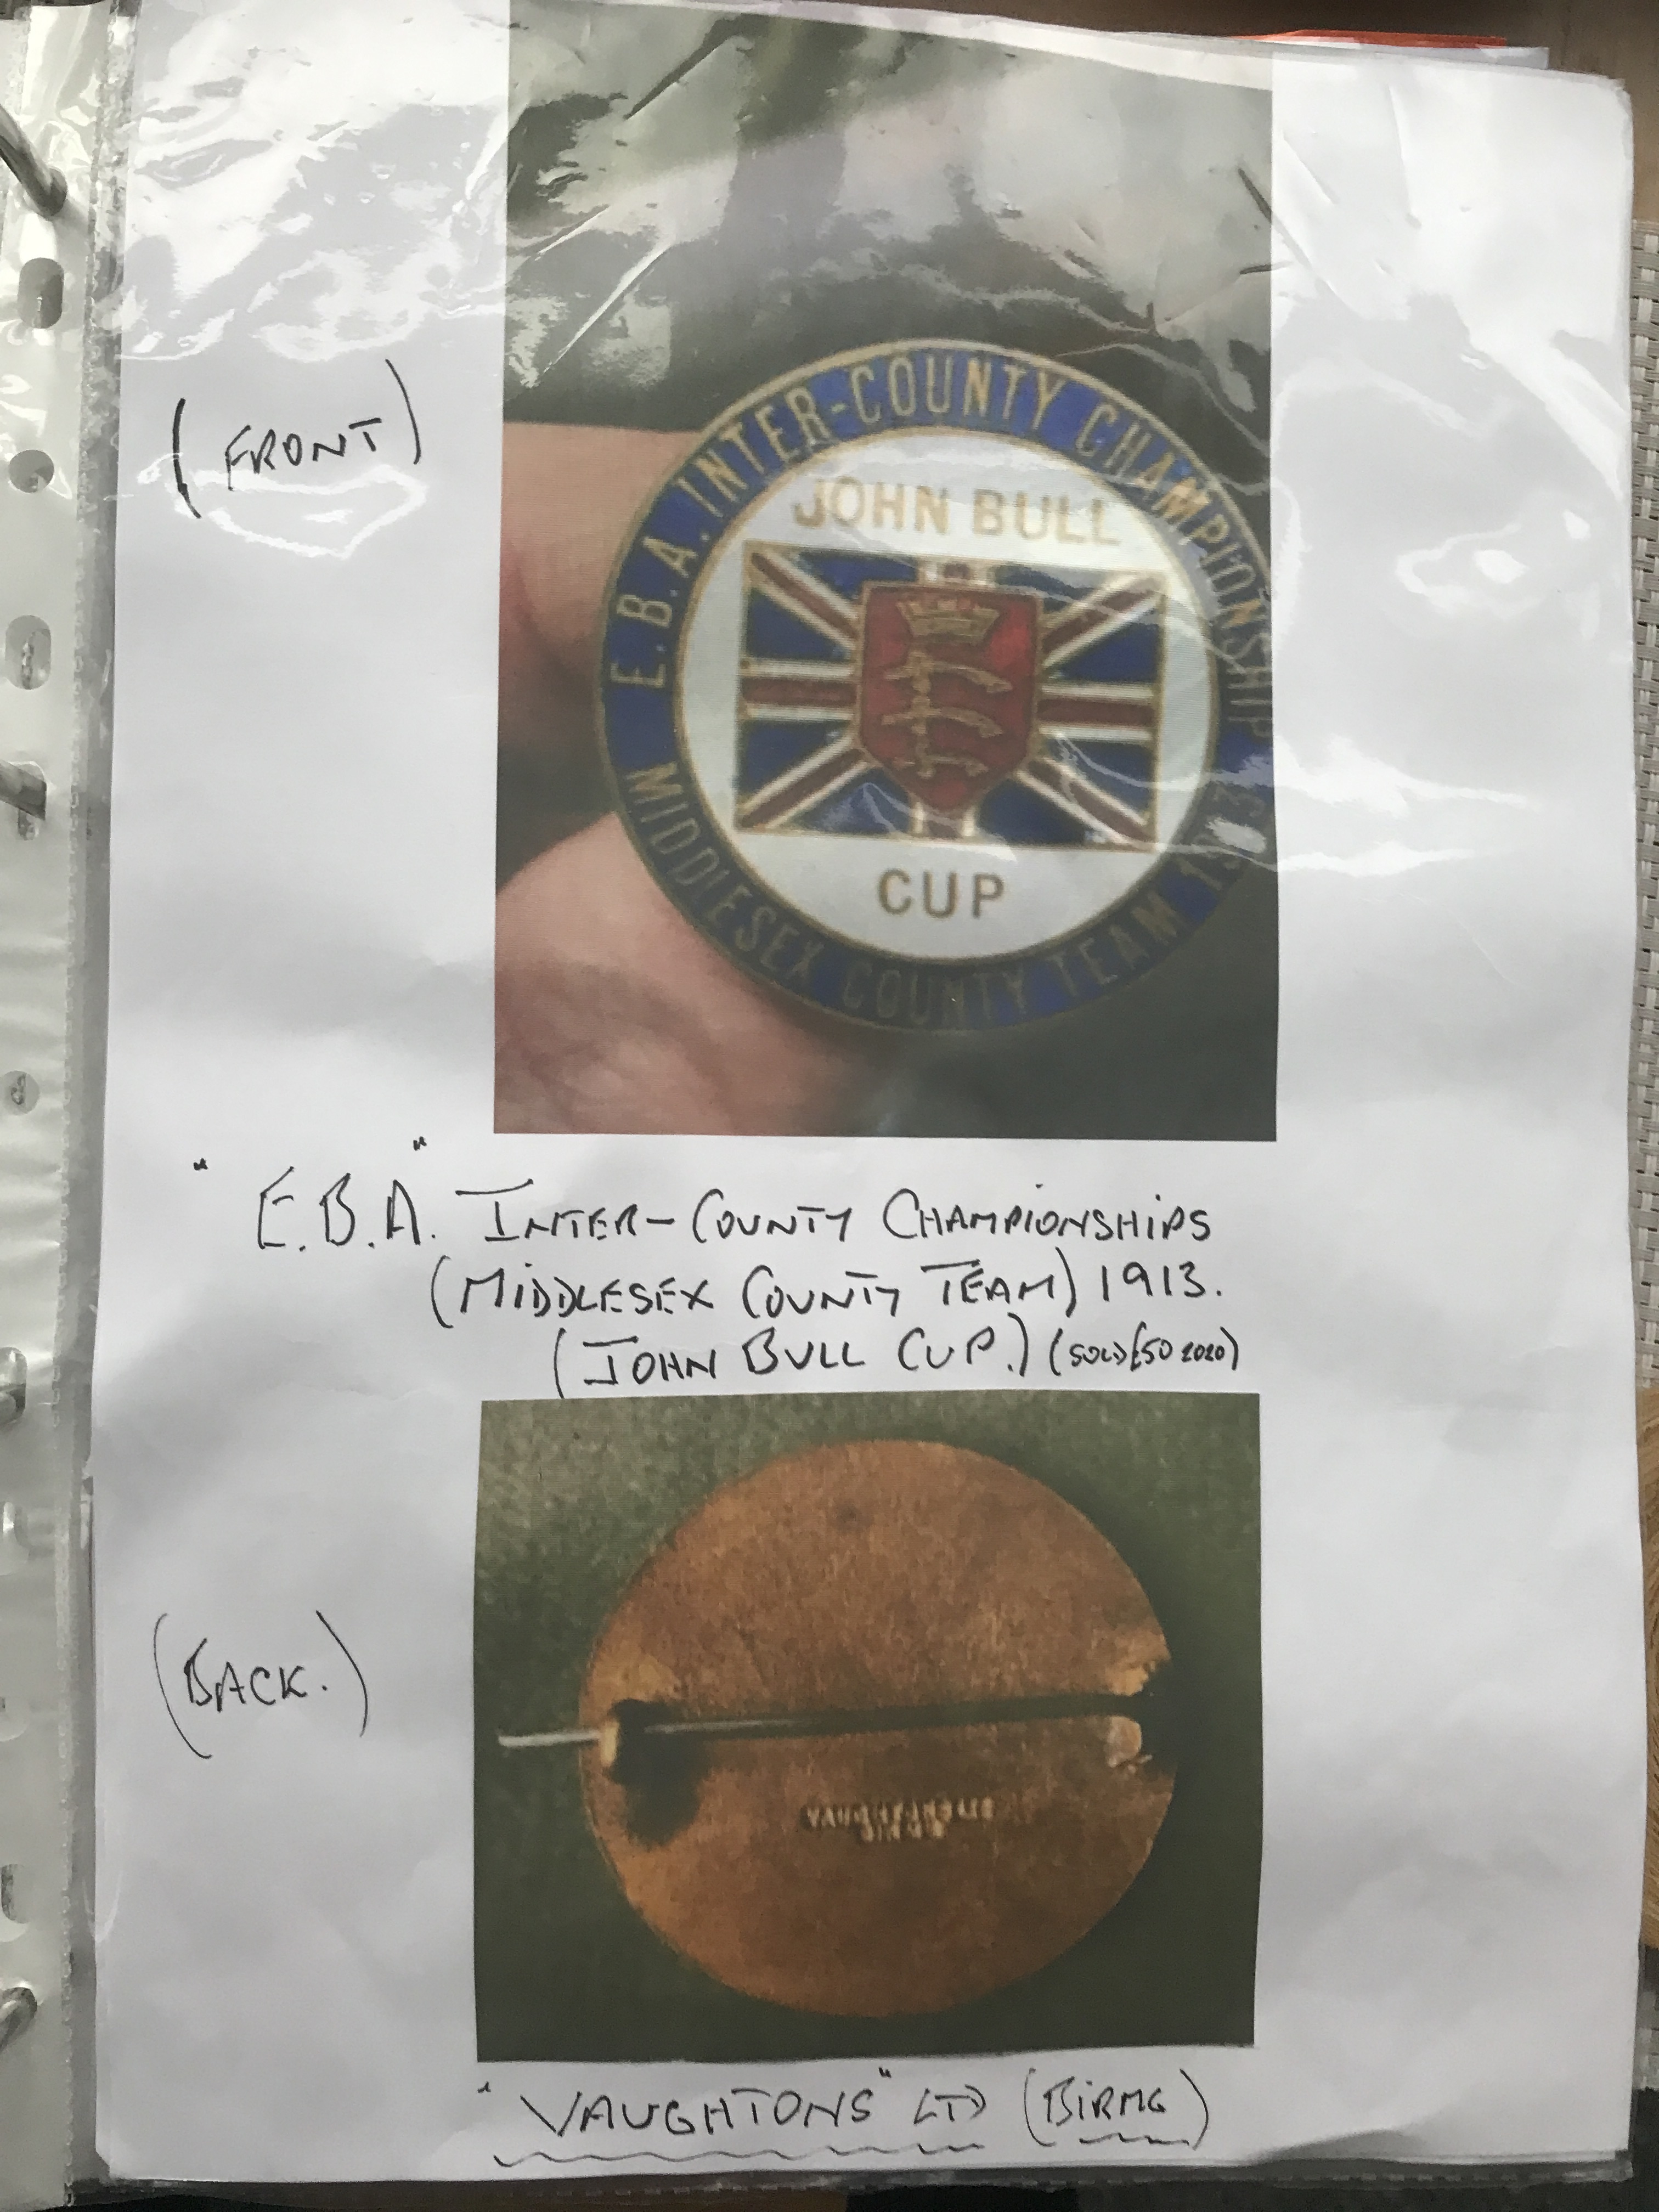 (FRONT)
E.B.A. INTER-COUNTY CHAMPIONSHIP
JOHN BULL
CUP
MIDDLESEX COUNTY TEAM
"E.B.A". INTER-COUNTY CHAMPIONSHIPS
(MIDDLESEX COUNTY TEAM) 1913.
(JOHN BULL CUP.) (SOLD £50 2020)
(BACK.)
"VAUGHTONS" LTD (BIRMG)